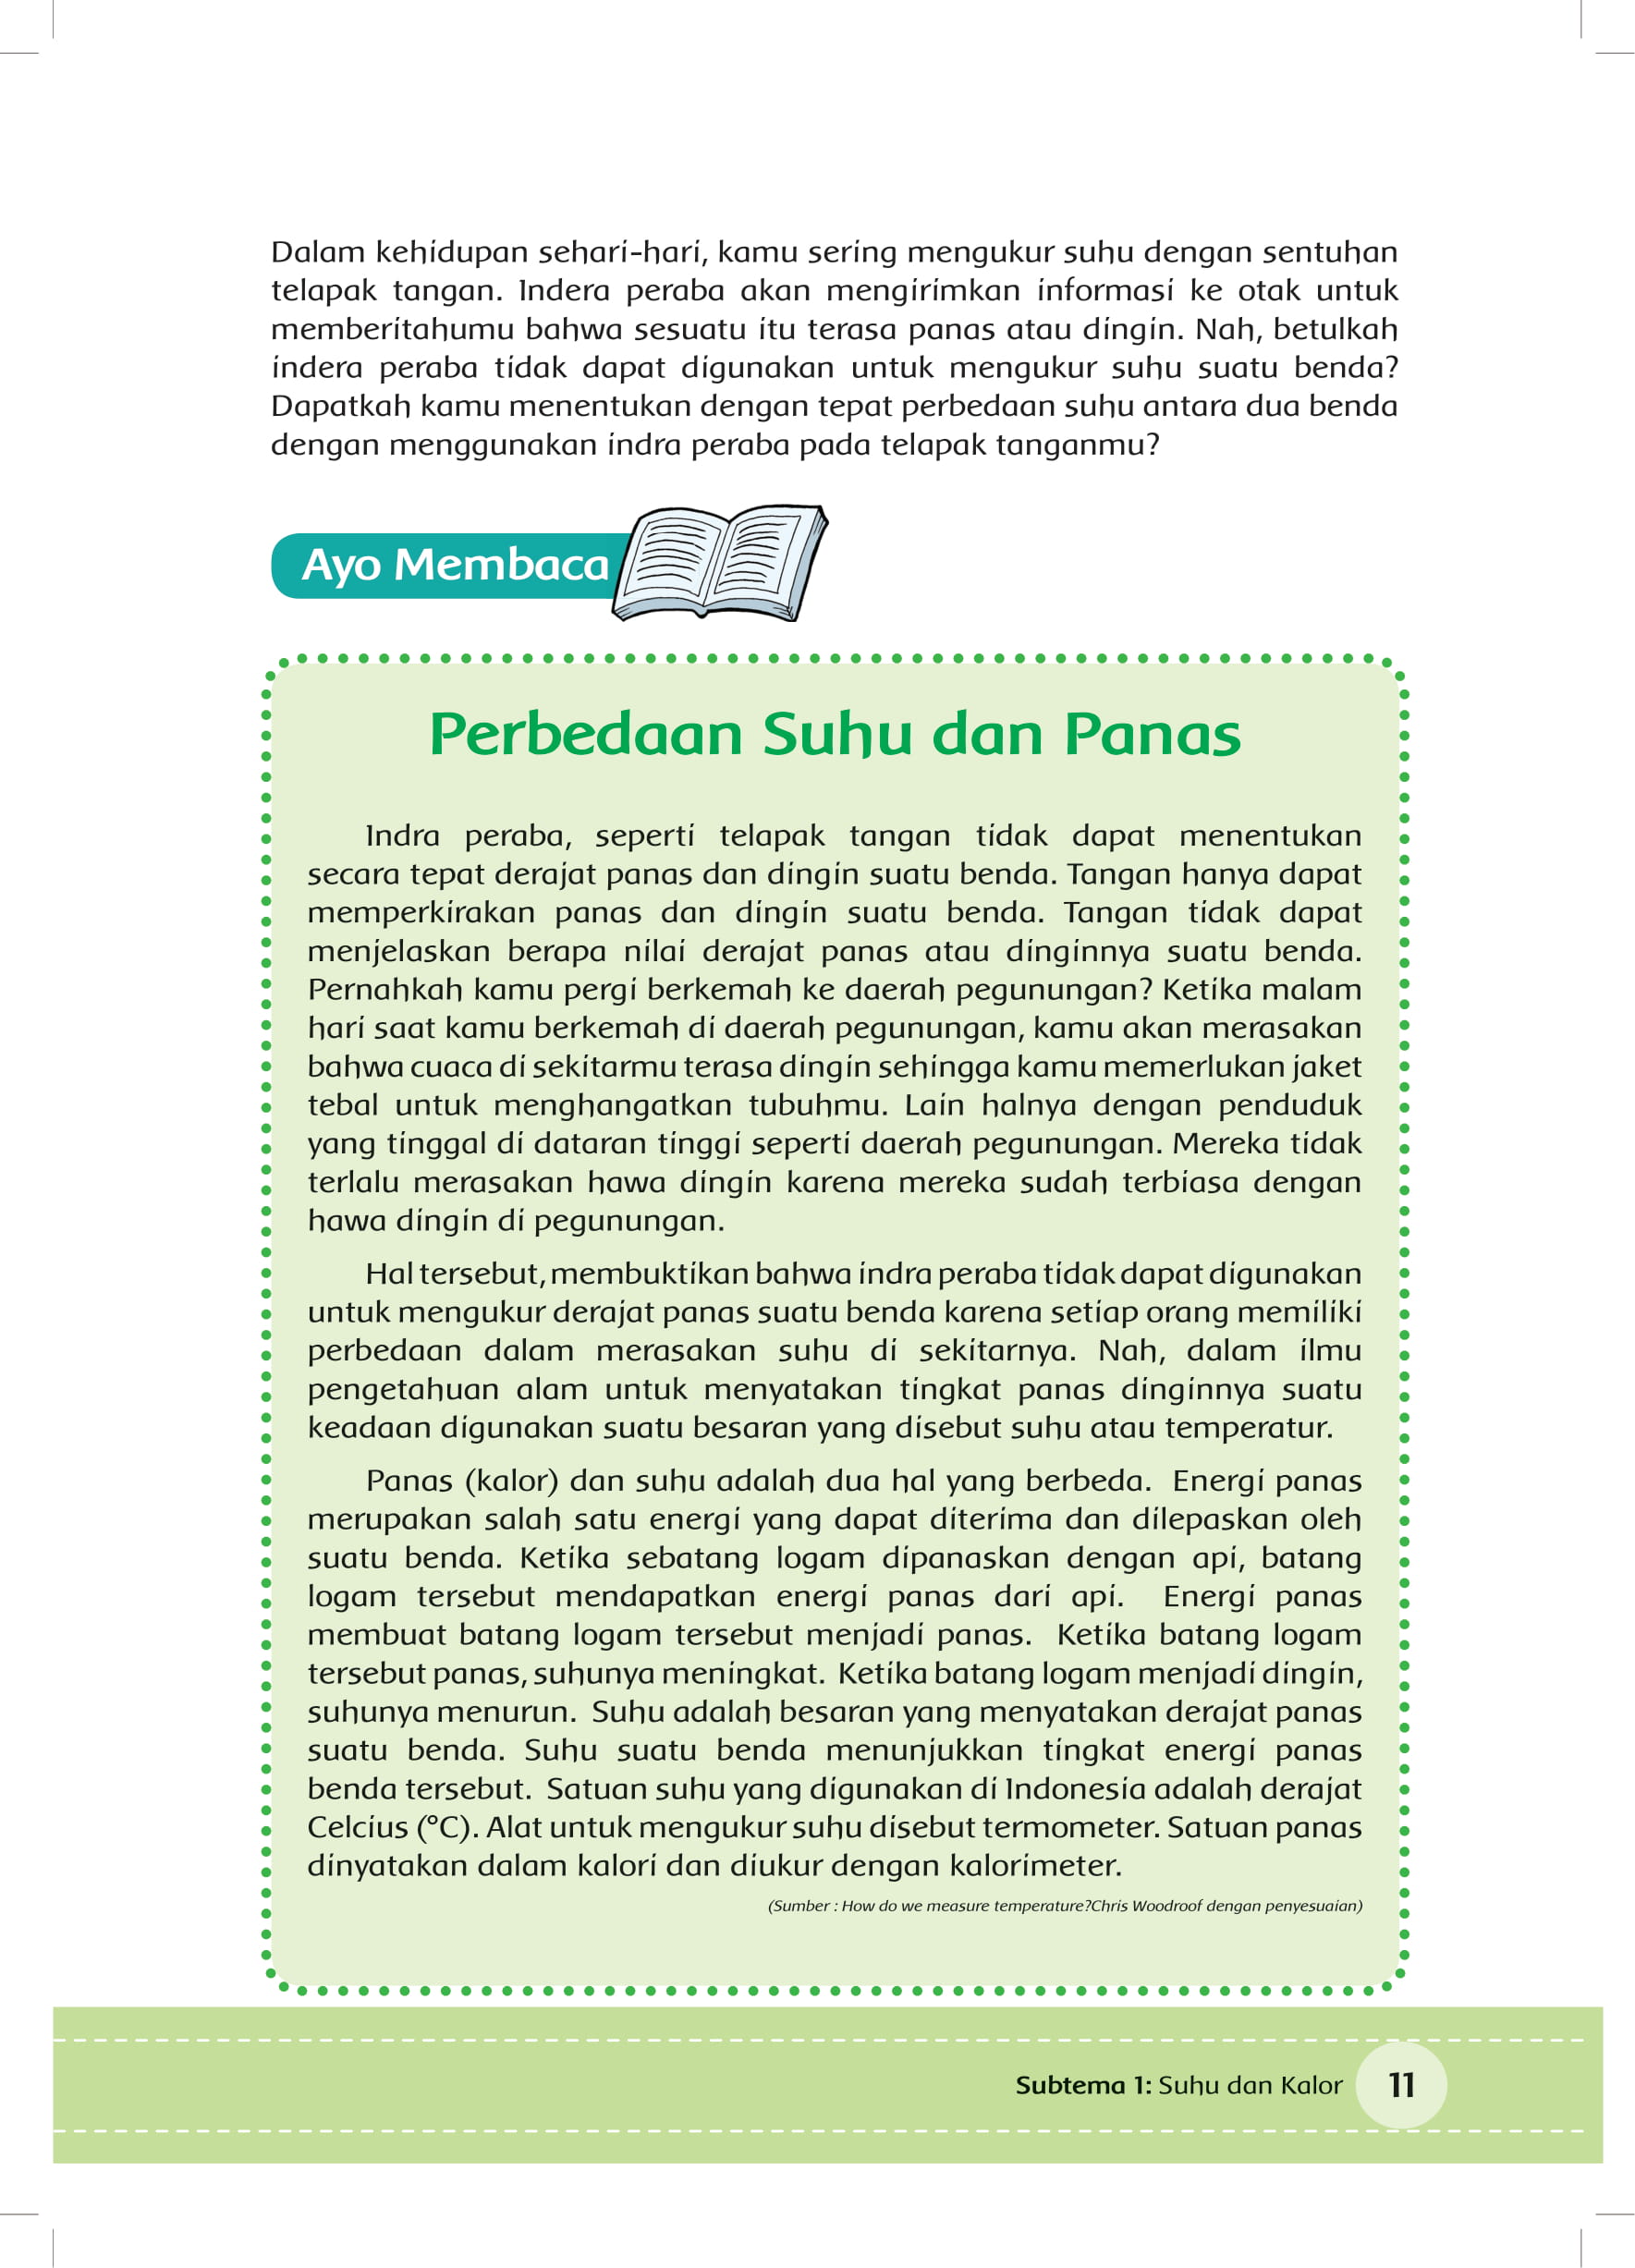 Dalam kehidupan sehari-hari, kamu sering mengukur suhu dengan sentuhan
telapak tangan. Indera peraba akan mengirimkan informasi ke otak untuk
memberitahumu bahwa sesuatu itu terasa panas atau dingin. Nah, betulkah
indera peraba tidak dapat digunakan untuk mengukur suhu suatu benda?
Dapatkah kamu menentukan dengan tepat perbedaan suhu antara dua benda
dengan menggunakan indra peraba pada telapak tanganmu?
Ayo Membaca
Perbedaan Suhu dan Panas
Indra peraba, seperti telapak tangan tidak dapat menentukan
secara tepat derajat panas dan dingin suatu benda. Tangan hanya dapat
memperkirakan panas dan dingin suatu benda. Tangan tidak dapat
menjelaskan berapa nilai derajat panas atau dinginnya suatu benda.
Pernahkah kamu pergi berkemah ke daerah pegunungan? Ketika malam
hari saat kamu berkemah di daerah pegunungan, kamu akan merasakan
bahwa cuaca di sekitarmu terasa dingin sehingga kamu memerlukan jaket
tebal untuk menghangatkan tubuhmu. Lain halnya dengan penduduk
yang tinggal di dataran tinggi seperti daerah pegunungan. Mereka tidak
terlalu merasakan hawa dingin karena mereka sudah terbiasa dengan
hawa dingin di pegunungan.
Hal tersebut, membuktikan bahwa indra peraba tidak dapat digunakan
untuk mengukur derajat panas suatu benda karena setiap orang memiliki
perbedaan dalam merasakan suhu di sekitarnya. Nah, dalam ilmu
pengetahuan alam untuk menyatakan tingkat panas dinginnya suatu
keadaan digunakan suatu besaran yang disebut suhu atau temperatur.
Panas (kalor) dan suhu adalah dua hal yang berbeda. Energi panas
merupakan salah satu energi yang dapat diterima dan dilepaskan oleh
suatu benda. Ketika sebatang logam dipanaskan dengan api, batang
logam tersebut mendapatkan energi panas dari api. Energi panas
membuat batang logam tersebut menjadi panas. Ketika batang logam
tersebut panas, suhunya meningkat. Ketika batang logam menjadi dingin,
suhunya menurun. Suhu adalah besaran yang menyatakan derajat panas
suatu benda. Suhu suatu benda menunjukkan tingkat energi panas
benda tersebut. Satuan suhu yang digunakan di Indonesia adalah derajat
Celcius (°C). Alat untuk mengukur suhu disebut termometer. Satuan panas
dinyatakan dalam kalori dan diukur dengan kalorimeter.
(Sumber : How do we measure temperature?Chris Woodroof dengan penyesuaian)
Subtema 1: Suhu dan Kalor 11